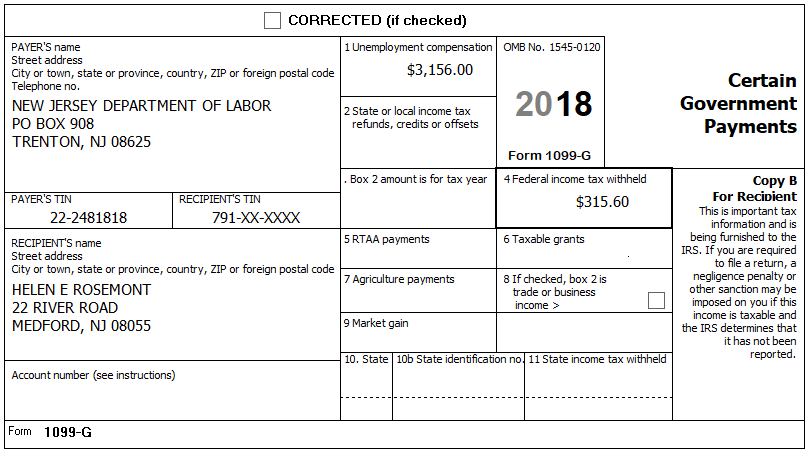 CORRECTED (if checked)
PAYER'S name
Street address
City or town, state or province, country, ZIP or foreign postal code
Telephone no.
NEW JERSEY DEPARTMENT OF LABOR
PO BOX 908
TRENTON, NJ 08625
1 Unemployment compensation
$3,156.00
OMB No. 1545-0120
2018
Form 1099-G
Certain
Government
Payments
2 State or local income tax
refunds, credits or offsets
PAYER'S TIN
22-2481818
RECIPIENT'S TIN
791-XX-XXXX
. Box 2 amount is for tax year
4 Federal income tax withheld
$315.60
Copy B
For Recipient
This is important tax
information and is
being furnished to the
IRS. If you are required
to file a return, a
negligence penalty or
other sanction may be
imposed on you if this
income is taxable and
the IRS determines that
it has not been
reported.
RECIPIENT'S name
Street address
City or town, state or province, country, ZIP or foreign postal code
HELEN E ROSEMONT
22 RIVER ROAD
MEDFORD, NJ 08055
5 RTAA payments
6 Taxable grants
7 Agriculture payments
8 If checked, box 2 is
trade or business
income >
9 Market gain
Account number (see instructions)
10. State
10b State identification no.
11 State income tax withheld
Form 1099-G